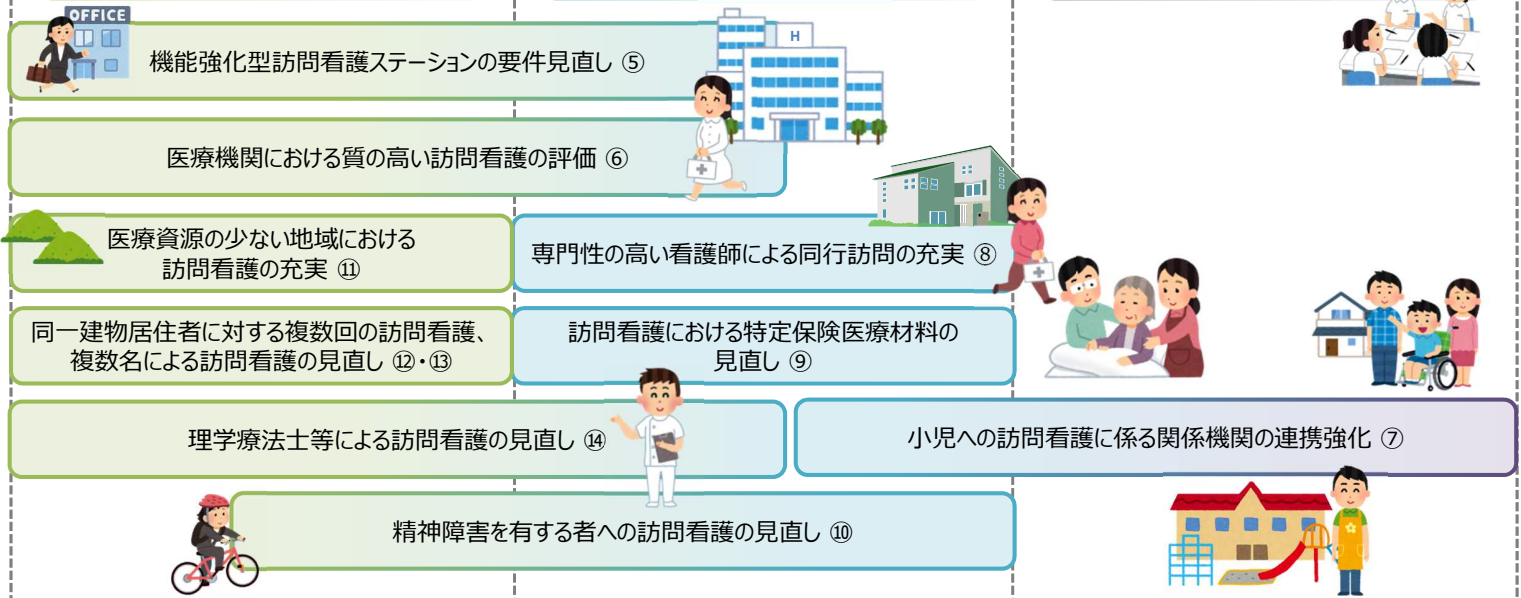 OFFICE
機能強化型訪問看護ステーションの要件見直し ⑤
H
医療機関における質の高い訪問看護の評価 ⑥
医療資源の少ない地域における
訪問看護の充実 ⑪
専門性の高い看護師による同行訪問の充実 ⑧
同一建物居住者に対する複数回の訪問看護、
複数名による訪問看護の見直し ⑫・⑬
訪問看護における特定保険医療材料の
見直し ⑨
理学療法士等による訪問看護の見直し ⑭
小児への訪問看護に係る関係機関の連携強化 ⑦
精神障害を有する者への訪問看護の見直し ⑩